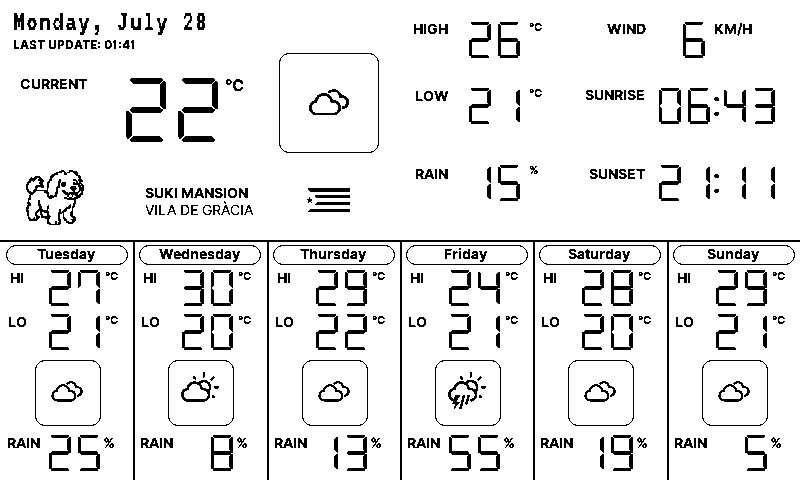 Monday, July 28
LAST UPDATE: 01:41
CURRENT 22 °C
SUKI MANSION
VILA DE GRÀCIA
HIGH 26 °C
LOW 21 °C
RAIN 15 %
WIND 6 KM/H
SUNRISE 06:43
SUNSET 21:11
Tuesday
HI 27 °C
LO 21 °C
RAIN 25 %
Wednesday
HI 30 °C
LO 20 °C
RAIN 8 %
Thursday
HI 29 °C
LO 22 °C
RAIN 13 %
Friday
HI 24 °C
LO 21 °C
RAIN 55 %
Saturday
HI 28 °C
LO 20 °C
RAIN 19 %
Sunday
HI 29 °C
LO 21 °C
RAIN 5 %